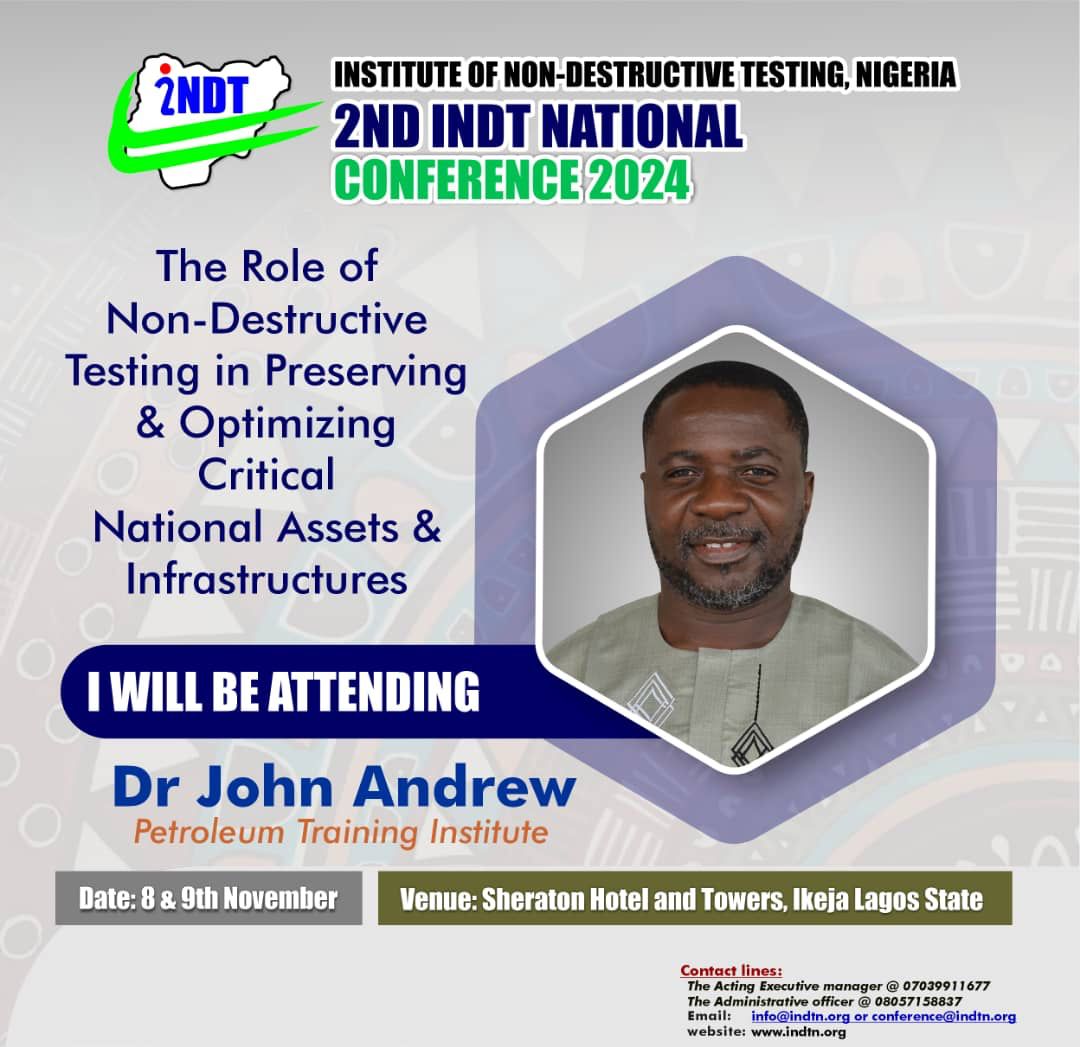 iNDT
INSTITUTE OF NON-DESTRUCTIVE TESTING, NIGERIA
2ND INDT NATIONAL
CONFERENCE 2024
The Role of
Non-Destructive
Testing in Preserving
& Optimizing
Critical
National Assets &
Infrastructures
I WILL BE ATTENDING
Dr John Andrew
Petroleum Training Institute
Date: 8 & 9th November
Venue: Sheraton Hotel and Towers, Ikeja Lagos State
Contact lines:
The Acting Executive manager @ 07039911677
The Administrative officer @ 08057158837
Email: info@indtn.org or conference@indtn.org
website: www.indtn.org